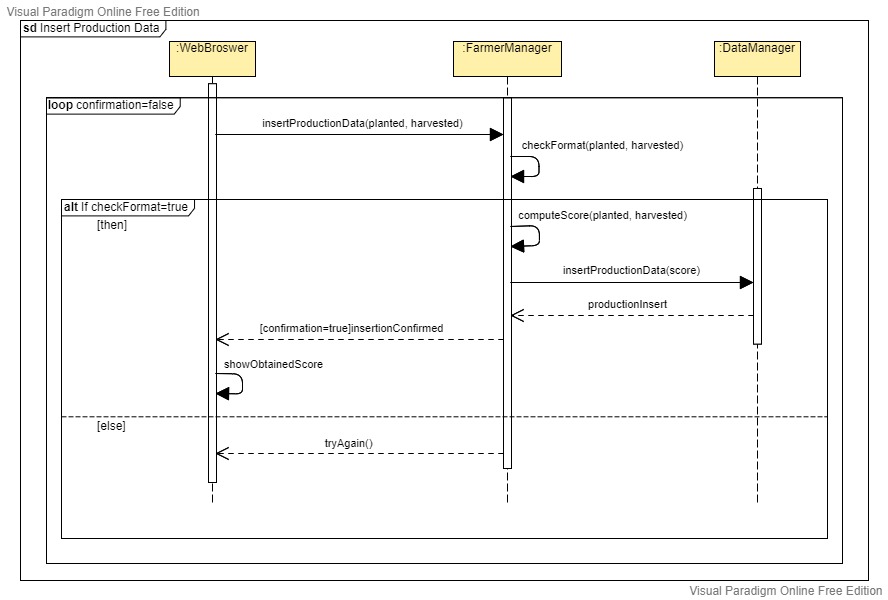 Visual Paradigm Online Free Edition
sd Insert Production Data
:WebBroswer
:FarmerManager
:DataManager
loop confirmation=false
insertProductionData(planted, harvested)
checkFormat(planted, harvested)
alt If checkFormat=true
[then]
computeScore(planted, harvested)
insertProductionData(score)
productionInsert
[confirmation=true]insertionConfirmed
showObtainedScore
[else]
tryAgain()
Visual Paradigm Online Free Edition